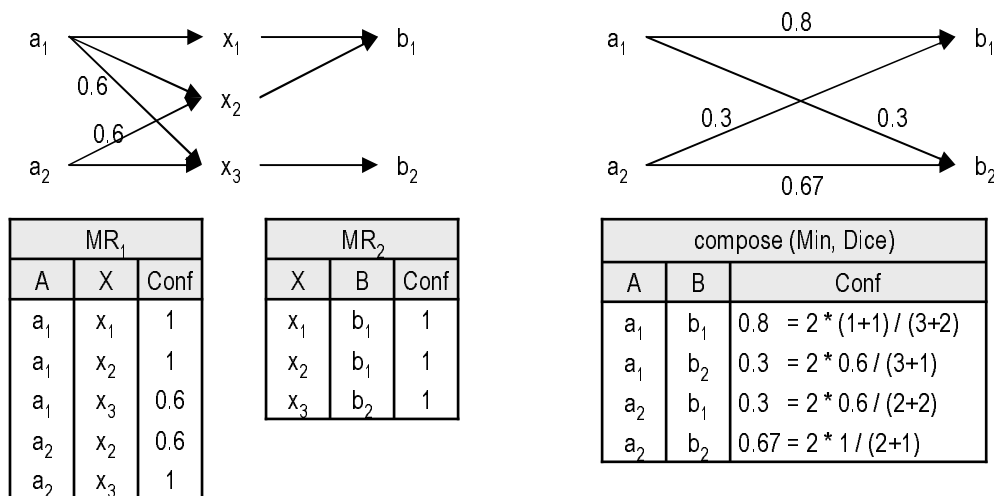 a₁ x₁ b₁
0.6
x₂
0.6
a₂ x₃ b₂
0.8
a₁ b₁
0.3 0.3
a₂ b₂
0.67
MR₁
A X Conf
a₁ x₁ 1
a₁ x₂ 1
a₁ x₃ 0.6
a₂ x₂ 0.6
a₂ x₃ 1
MR₂
X B Conf
x₁ b₁ 1
x₂ b₁ 1
x₃ b₂ 1
compose (Min, Dice)
A B Conf
a₁ b₁ 0.8 = 2 * (1+1) / (3+2)
a₁ b₂ 0.3 = 2 * 0.6 / (3+1)
a₂ b₁ 0.3 = 2 * 0.6 / (2+2)
a₂ b₂ 0.67 = 2 * 1 / (2+1)